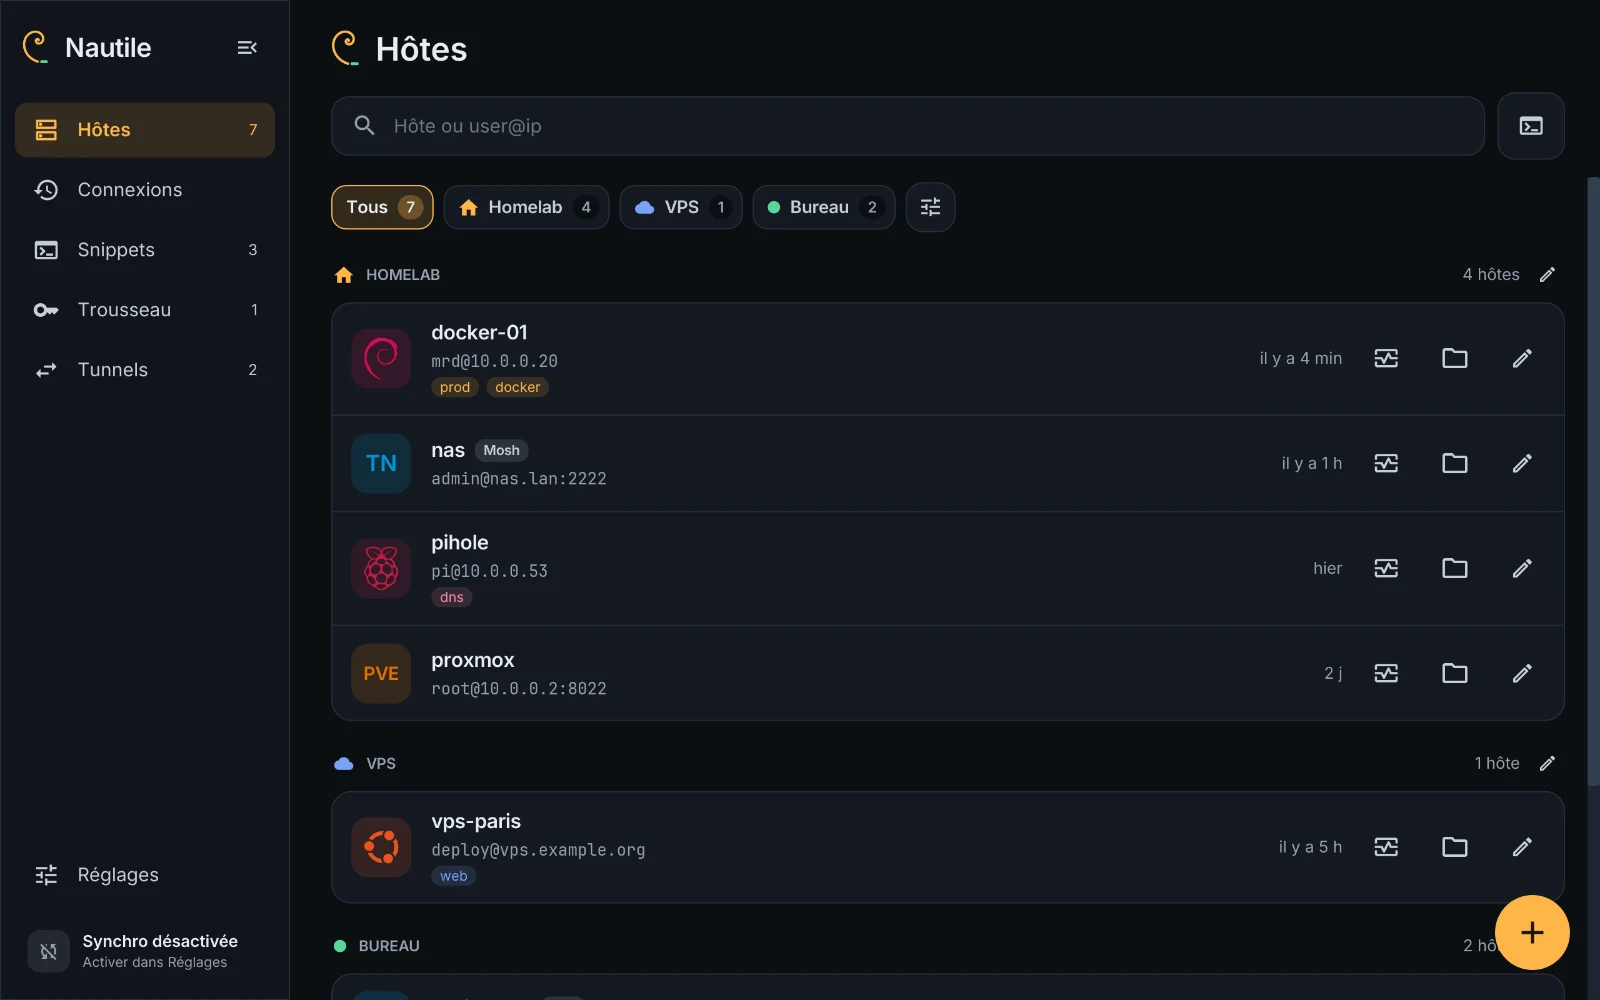 Nautile
Hôtes 7
Connexions
Snippets 3
Trousseau 1
Tunnels 2
Réglages
Synchro désactivée
Activer dans Réglages
Hôtes
Hôte ou user@ip
Tous 7 Homelab 4 VPS 1 Bureau 2
HOMELAB 4 hôtes
docker-01
mrd@10.0.0.20
prod docker
il y a 4 min
TN
nas Mosh
admin@nas.lan:2222
il y a 1 h
pihole
pi@10.0.0.53
dns
hier
PVE
proxmox
root@10.0.0.2:8022
2 j
VPS 1 hôte
vps-paris
deploy@vps.example.org
web
il y a 5 h
BUREAU 2